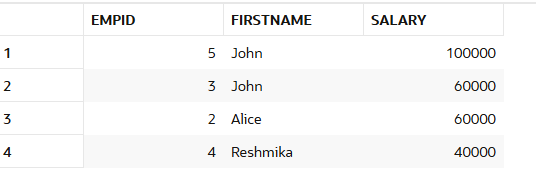 EMPID FIRSTNAME SALARY
1 5 John 100000
2 3 John 60000
3 2 Alice 60000
4 4 Reshmika 40000